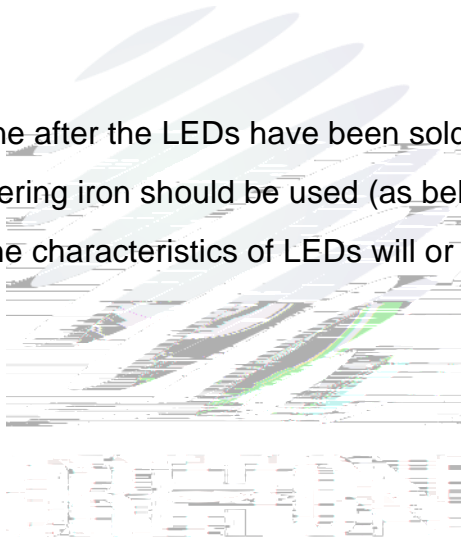 ne after the LEDs have been sold
ering iron should be used (as bel
ne characteristics of LEDs will or